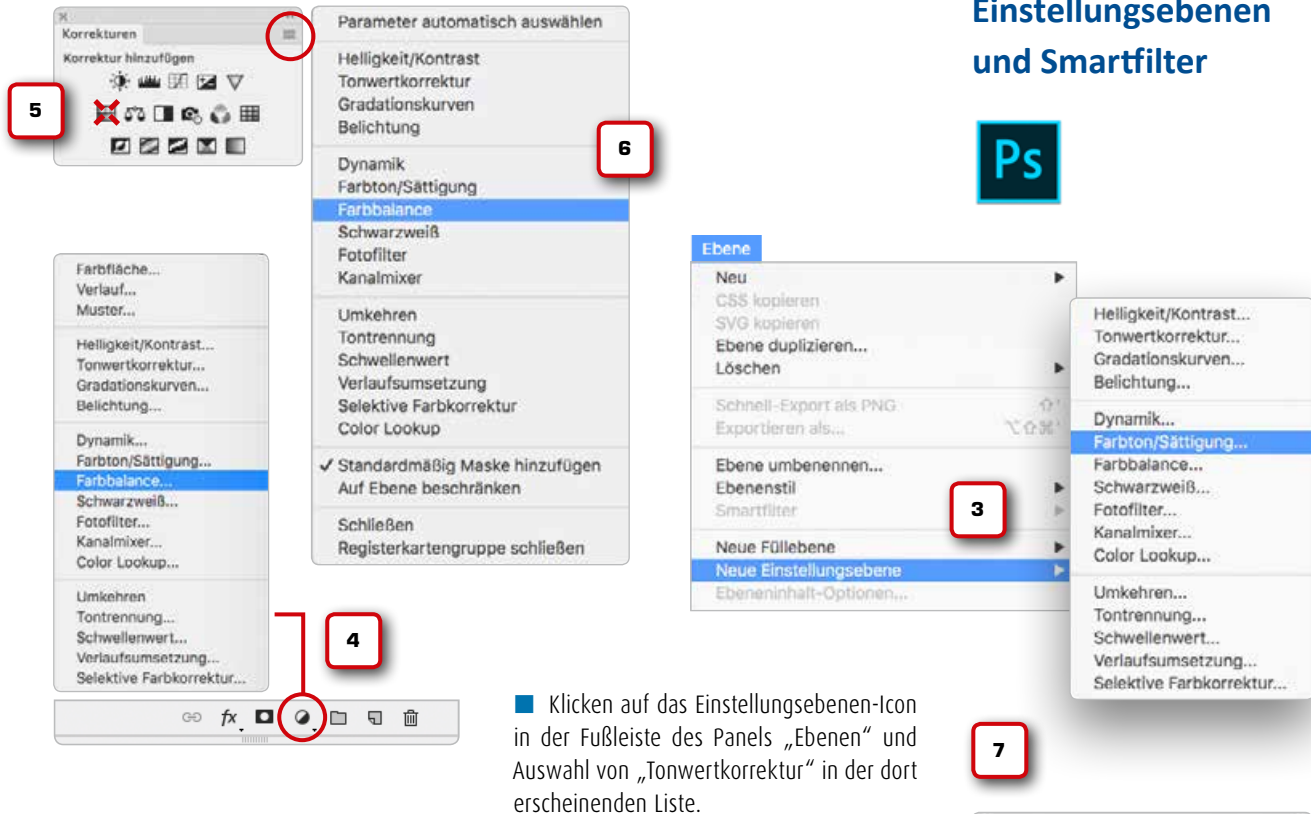 Einstellungsebenen
und Smartfilter
Ps
Korrekturen
Korrektur hinzufügen
5
Parameter automatisch auswählen
Helligkeit/Kontrast
Tonwertkorrektur
Gradationskurven
Belichtung
6
Dynamik
Farbton/Sättigung
Farbbalance
Schwarzweiß
Fotofilter
Kanalmixer
Umkehren
Tontrennung
Schwellenwert
Verlaufsumsetzung
Selektive Farbkorrektur
Color Lookup
✓ Standardmäßig Maske hinzufügen
Auf Ebene beschränken
Schließen
Registerkartengruppe schließen
Farbfläche...
Verlauf...
Muster...
Helligkeit/Kontrast...
Tonwertkorrektur...
Gradationskurven...
Belichtung...
Dynamik...
Farbton/Sättigung...
Farbbalance...
Schwarzweiß...
Fotofilter...
Kanalmixer...
Color Lookup...
Umkehren
Tontrennung...
Schwellenwert...
Verlaufsumsetzung...
Selektive Farbkorrektur...
4
fx
Ebene
Neu
CSS kopieren
SVG kopieren
Ebene duplizieren...
Löschen
Schnell-Export als PNG ⇧'
Exportieren als... ⌥⇧⌘'
Ebene umbenennen...
Ebenenstil
Smartfilter
3
Neue Füllebene
Neue Einstellungsebene
Ebeneninhalt-Optionen...
Helligkeit/Kontrast...
Tonwertkorrektur...
Gradationskurven...
Belichtung...
Dynamik...
Farbton/Sättigung...
Farbbalance...
Schwarzweiß...
Fotofilter...
Kanalmixer...
Color Lookup...
Umkehren...
Tontrennung...
Schwellenwert...
Verlaufsumsetzung...
Selektive Farbkorrektur...
■ Klicken auf das Einstellungsebenen-Icon
in der Fußleiste des Panels „Ebenen“ und
Auswahl von „Tonwertkorrektur“ in der dort
erscheinenden Liste.
7